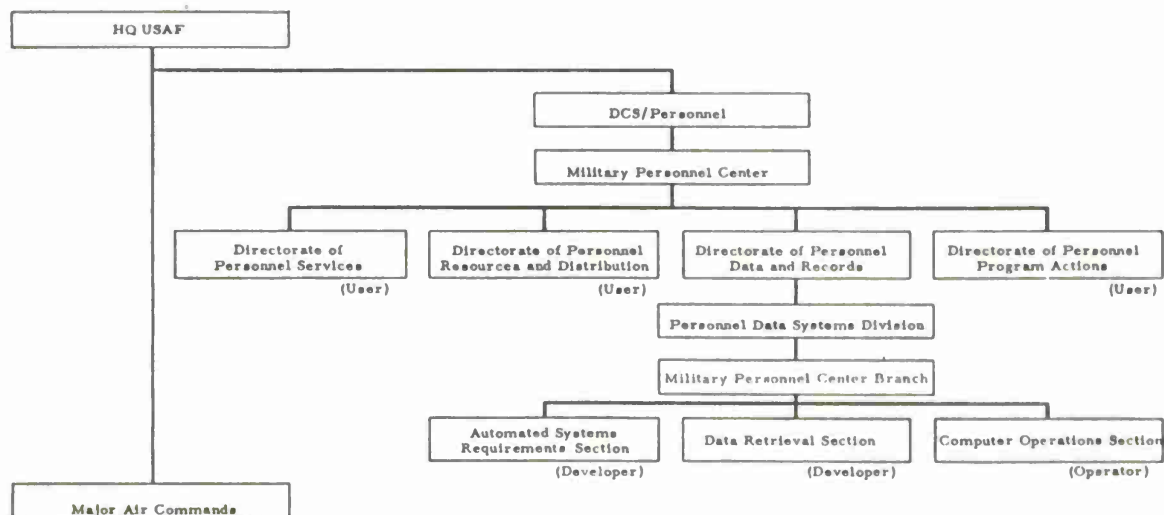 HQ USAF
DCS/Personnel
Military Personnel Center
Directorate of
Personnel Services
(User)
Directorate of Personnel
Resourcea and Distribution
(User)
Directorate of Personnel
Data and Records
Directorate of Personnel
Program Actions
(User)
Personnel Data Systems Division
Military Personnel Center Branch
Automated Systems
Requirements Section
(Developer)
Data Retrieval Section
(Developer)
Computer Operations Section
(Operator)
Major Air Commands